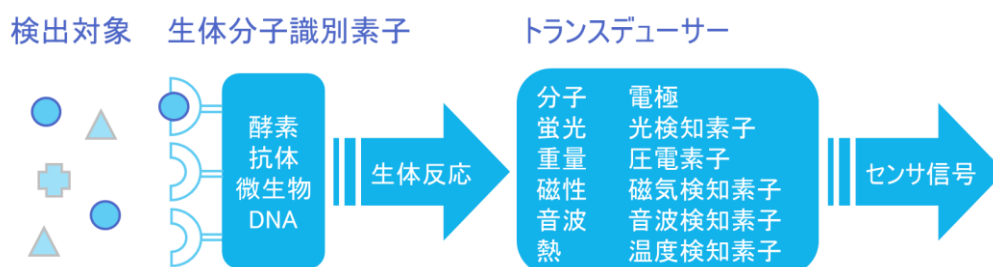 検出対象 生体分子識別素子 トランスデューサー
酵素
抗体
微生物
DNA
生体反応
分子 電極
蛍光 光検知素子
重量 圧電素子
磁性 磁気検知素子
音波 音波検知素子
熱 温度検知素子
センサ信号